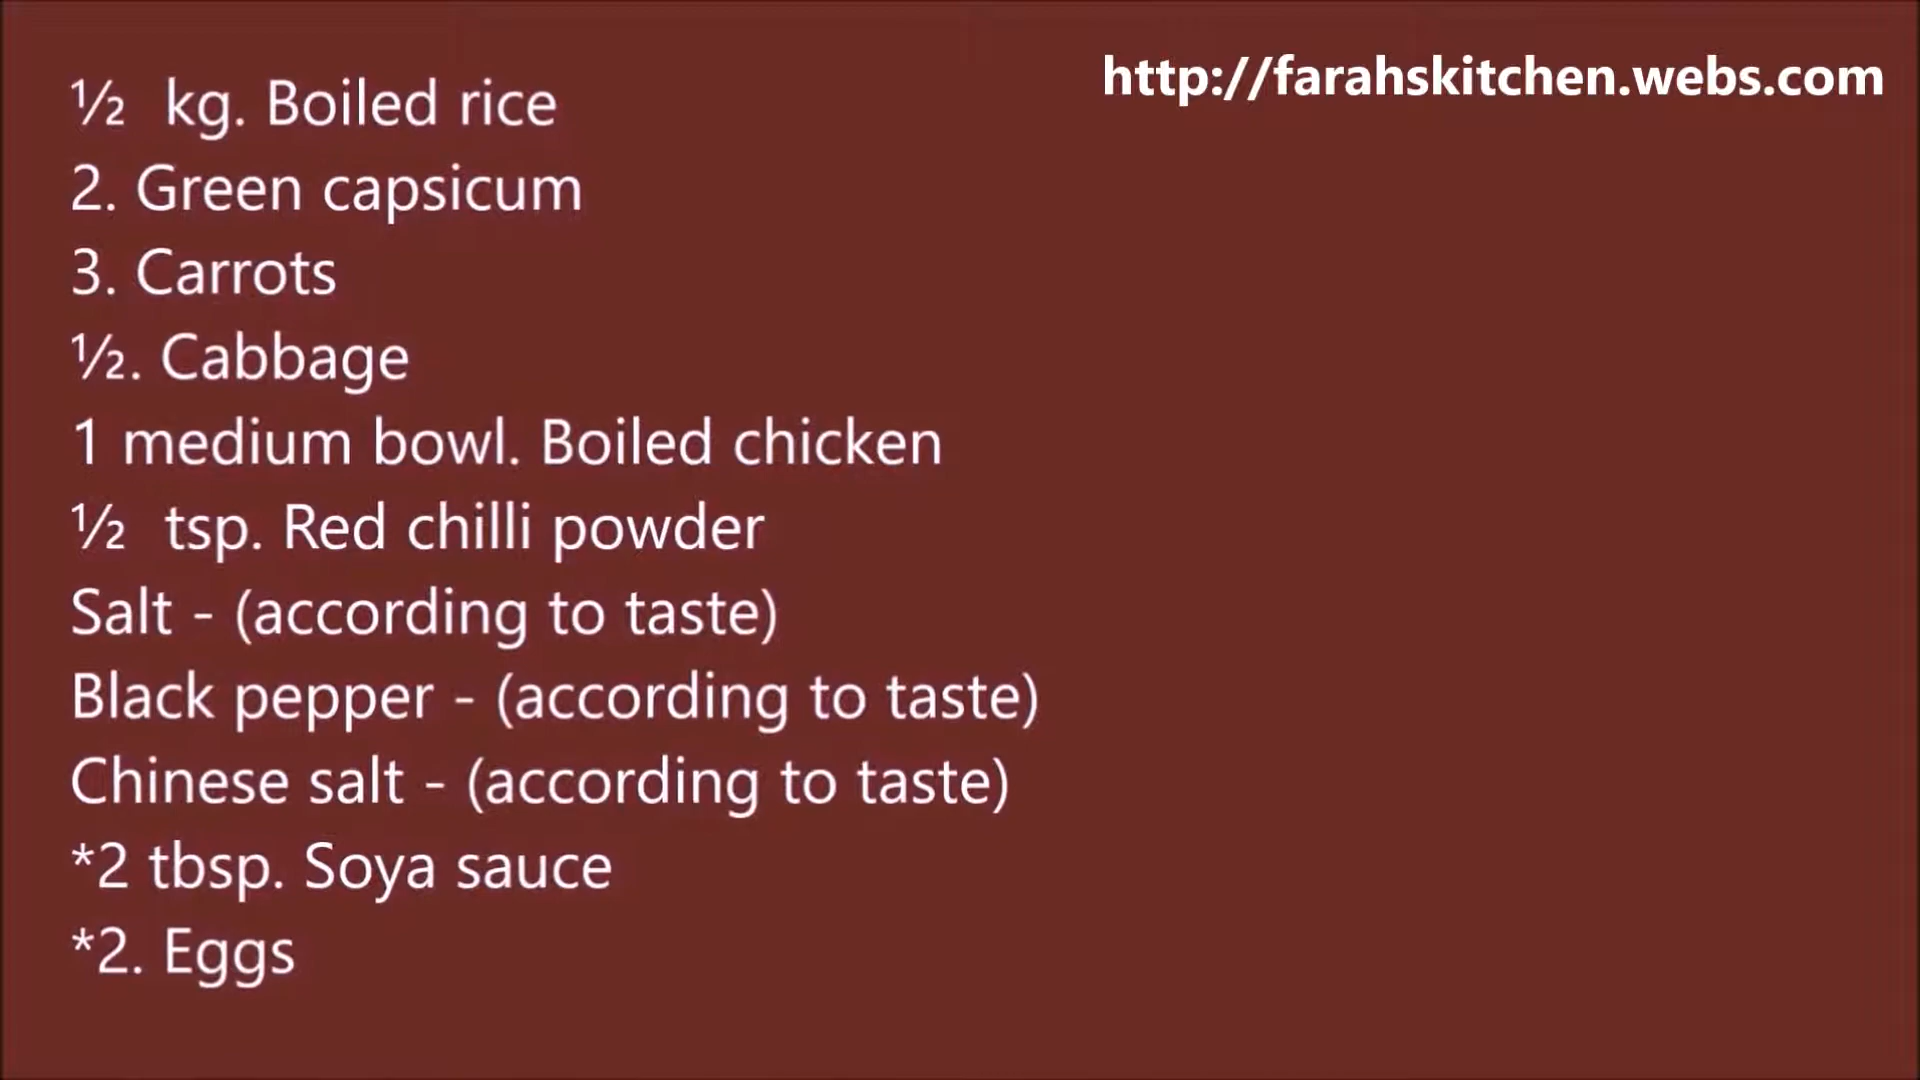 http://farahskitchen.webs.com
½ kg. Boiled rice
2. Green capsicum
3. Carrots
½. Cabbage
1 medium bowl. Boiled chicken
½ tsp. Red chilli powder
Salt - (according to taste)
Black pepper - (according to taste)
Chinese salt - (according to taste)
*2 tbsp. Soya sauce
*2. Eggs